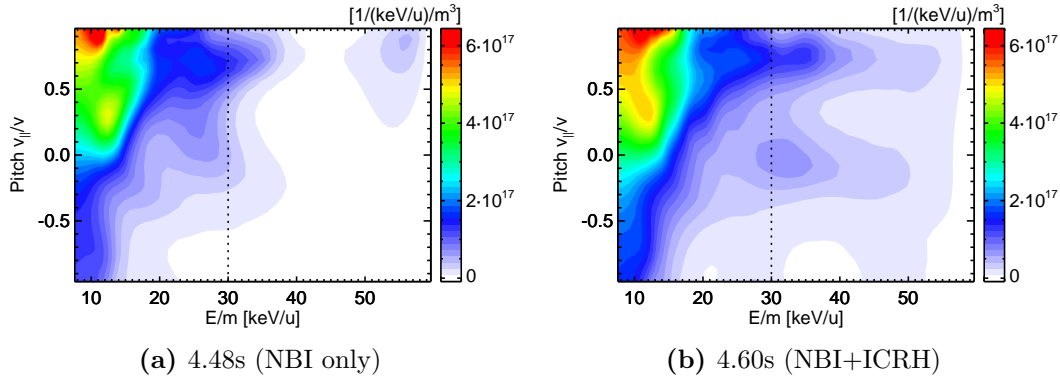 [1/(keV/u)/m³]
6·10¹⁷
4·10¹⁷
2·10¹⁷
0
Pitch v||/v
0.5
0.0
-0.5
10 20 30 40 50
E/m [keV/u]
(a) 4.48s (NBI only)
[1/(keV/u)/m³]
6·10¹⁷
4·10¹⁷
2·10¹⁷
0
Pitch v||/v
0.5
0.0
-0.5
10 20 30 40 50
E/m [keV/u]
(b) 4.60s (NBI+ICRH)